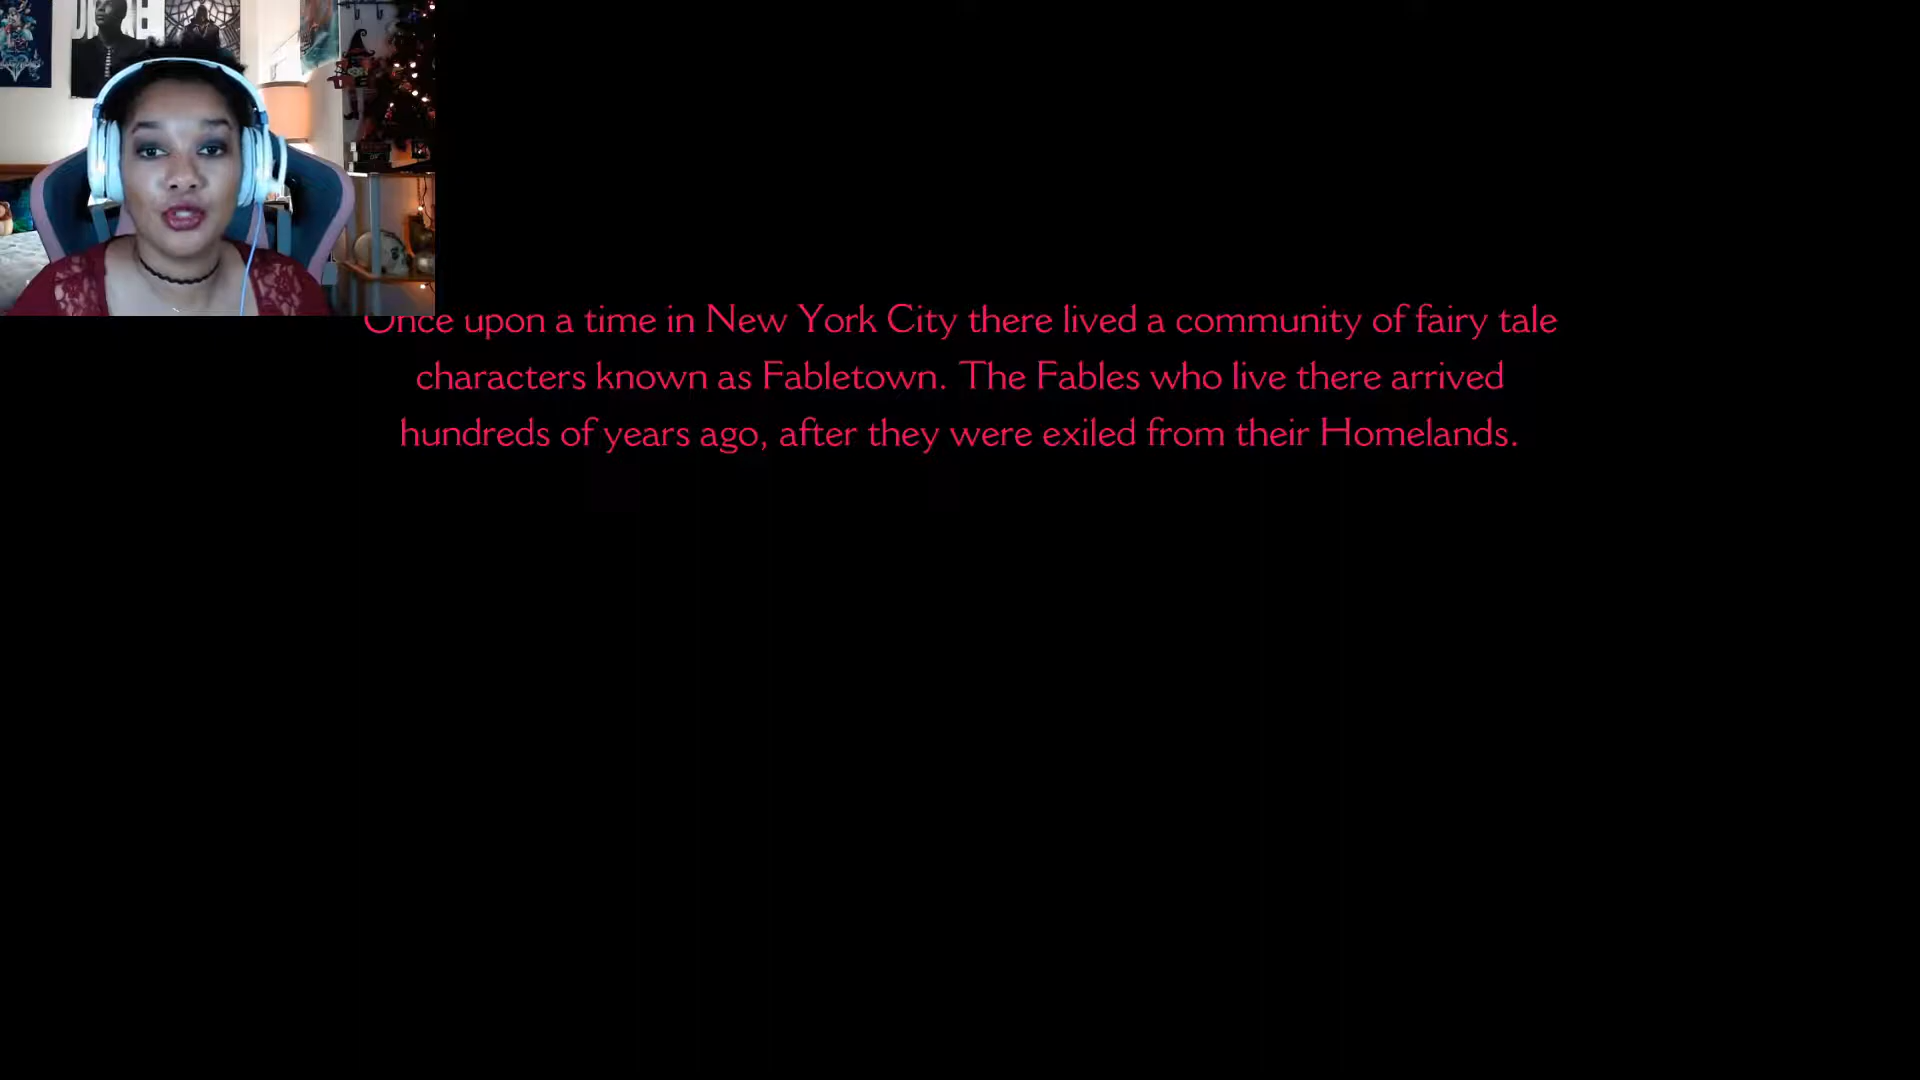 Once upon a time in New York City there lived a community of fairy tale
characters known as Fabletown. The Fables who live there arrived
hundreds of years ago, after they were exiled from their Homelands.